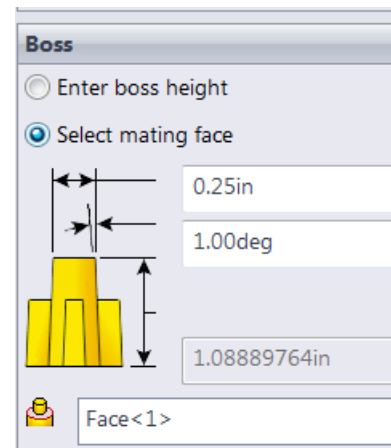 Boss
Enter boss height
Select mating face
0.25in
1.00deg
1.08889764in
Face<1>